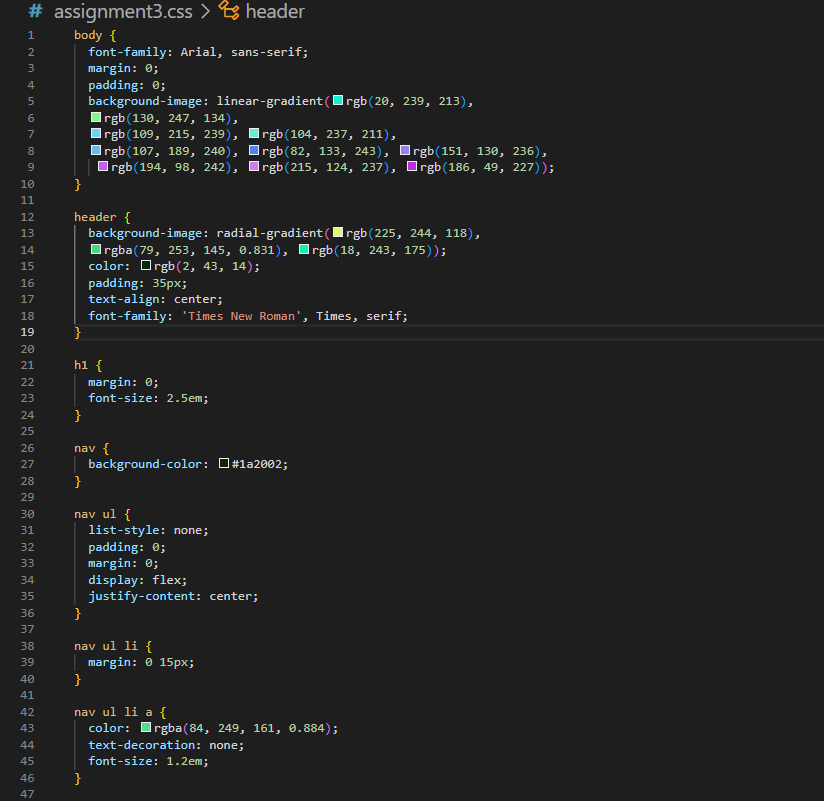 # assignment3.css > header
1 body {
2 font-family: Arial, sans-serif;
3 margin: 0;
4 padding: 0;
5 background-image: linear-gradient(rgb(20, 239, 213),
6 rgb(130, 247, 134),
7 rgb(109, 215, 239), rgb(104, 237, 211),
8 rgb(107, 189, 240), rgb(82, 133, 243), rgb(151, 130, 236),
9 rgb(194, 98, 242), rgb(215, 124, 237), rgb(186, 49, 227));
10 }
11
12 header {
13 background-image: radial-gradient(rgb(225, 244, 118),
14 rgba(79, 253, 145, 0.831), rgb(18, 243, 175));
15 color: rgb(2, 43, 14);
16 padding: 35px;
17 text-align: center;
18 font-family: 'Times New Roman', Times, serif;
19 }
20
21 h1 {
22 margin: 0;
23 font-size: 2.5em;
24 }
25
26 nav {
27 background-color: #1a2002;
28 }
29
30 nav ul {
31 list-style: none;
32 padding: 0;
33 margin: 0;
34 display: flex;
35 justify-content: center;
36 }
37
38 nav ul li {
39 margin: 0 15px;
40 }
41
42 nav ul li a {
43 color: rgba(84, 249, 161, 0.884);
44 text-decoration: none;
45 font-size: 1.2em;
46 }
47